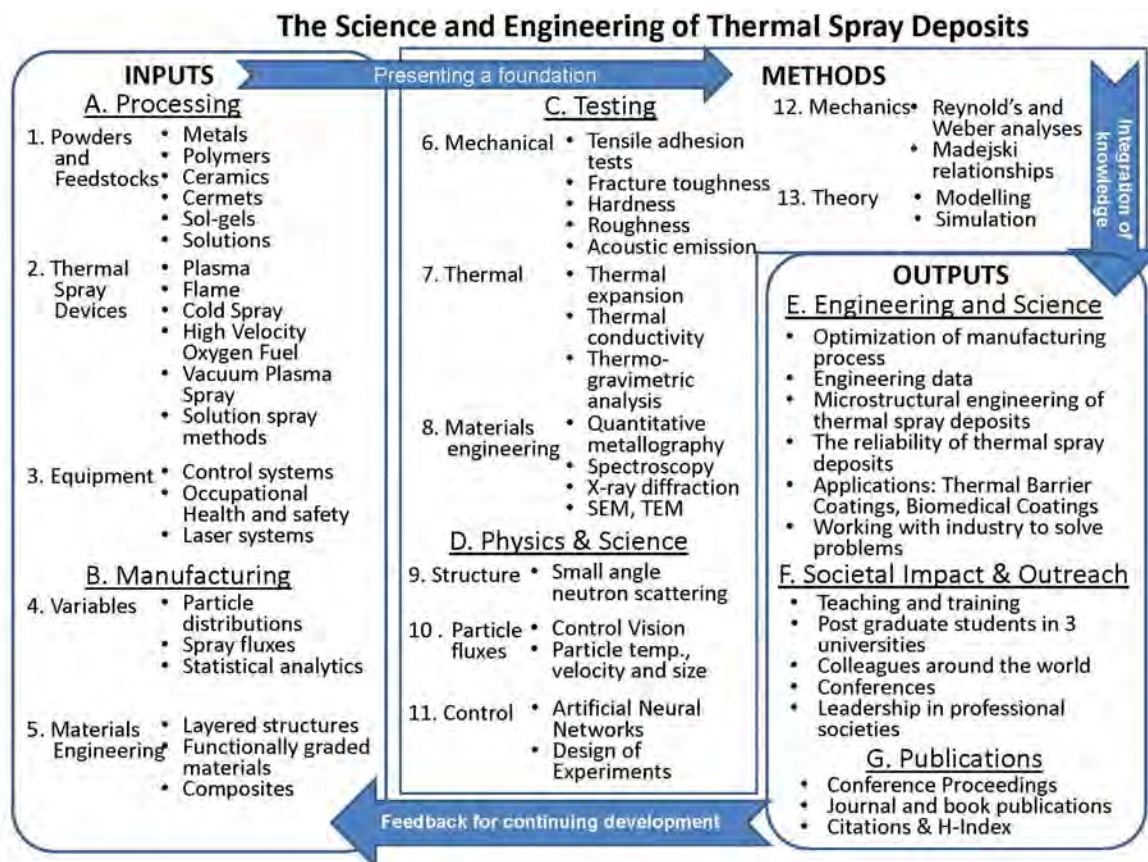 The Science and Engineering of Thermal Spray Deposits
INPUTS
Presenting a foundation
METHODS
A. Processing
1. Powders and Feedstocks
• Metals
• Polymers
• Ceramics
• Cermets
• Sol-gels
• Solutions
2. Thermal Spray Devices
• Plasma
• Flame
• Cold Spray
• High Velocity
Oxygen Fuel
• Vacuum Plasma
Spray
• Solution spray
methods
3. Equipment
• Control systems
• Occupational
Health and safety
• Laser systems
B. Manufacturing
4. Variables
• Particle
distributions
• Spray fluxes
• Statistical analytics
5. Materials
Engineering
• Layered structures
• Functionally graded
materials
• Composites
C. Testing
6. Mechanical
• Tensile adhesion
tests
• Fracture toughness
• Hardness
• Roughness
• Acoustic emission
7. Thermal
• Thermal
expansion
• Thermal
conductivity
• Thermo-
gravimetric
analysis
8. Materials
engineering
• Quantitative
metallography
• Spectroscopy
• X-ray diffraction
• SEM, TEM
D. Physics & Science
9. Structure
• Small angle
neutron scattering
10 . Particle
fluxes
• Control Vision
• Particle temp.,
velocity and size
11. Control
• Artificial Neural
Networks
• Design of
Experiments
12. Mechanics
• Reynold's and
Weber analyses
• Madejski
relationships
13. Theory
• Modelling
• Simulation
Integration of
knowledge
OUTPUTS
E. Engineering and Science
• Optimization of manufacturing
process
• Engineering data
• Microstructural engineering of
thermal spray deposits
• The reliability of thermal spray
deposits
• Applications: Thermal Barrier
Coatings, Biomedical Coatings
• Working with industry to solve
problems
F. Societal Impact & Outreach
• Teaching and training
• Post graduate students in 3
universities
• Colleagues around the world
• Conferences
• Leadership in professional
societies
G. Publications
• Conference Proceedings
• Journal and book publications
• Citations & H-Index
Feedback for continuing development